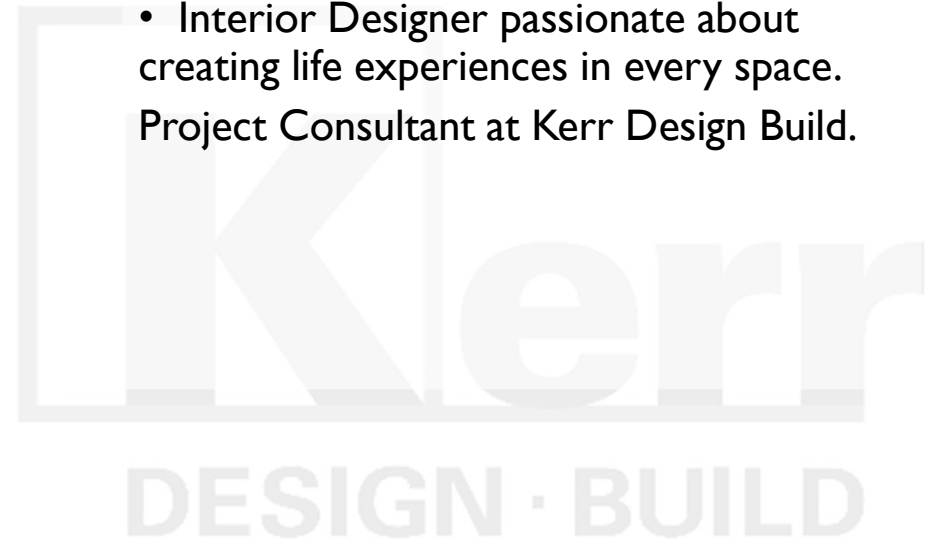 • Interior Designer passionate about
creating life experiences in every space.
Project Consultant at Kerr Design Build.
Kerr
DESIGN · BUILD